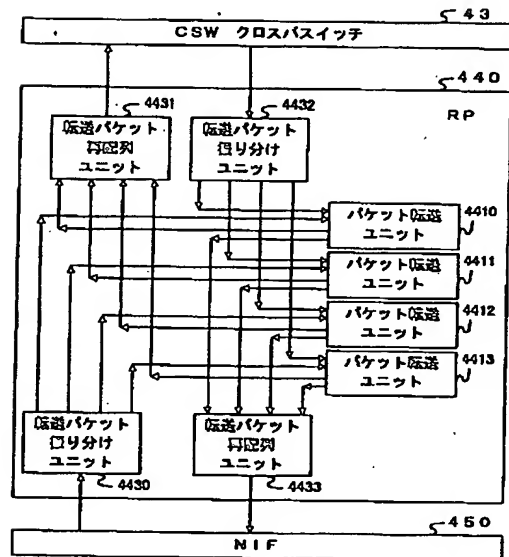 43
CSW クロスバスイッチ
440
RP
4431
転送パケット
再配列
ユニット
4432
転送パケット
振り分け
ユニット
パケット転送
ユニット
4410
パケット転送
ユニット
4411
パケット転送
ユニット
4412
パケット転送
ユニット
4413
転送パケット
振り分け
ユニット
4430
転送パケット
再配列
ユニット
4433
450
NIF